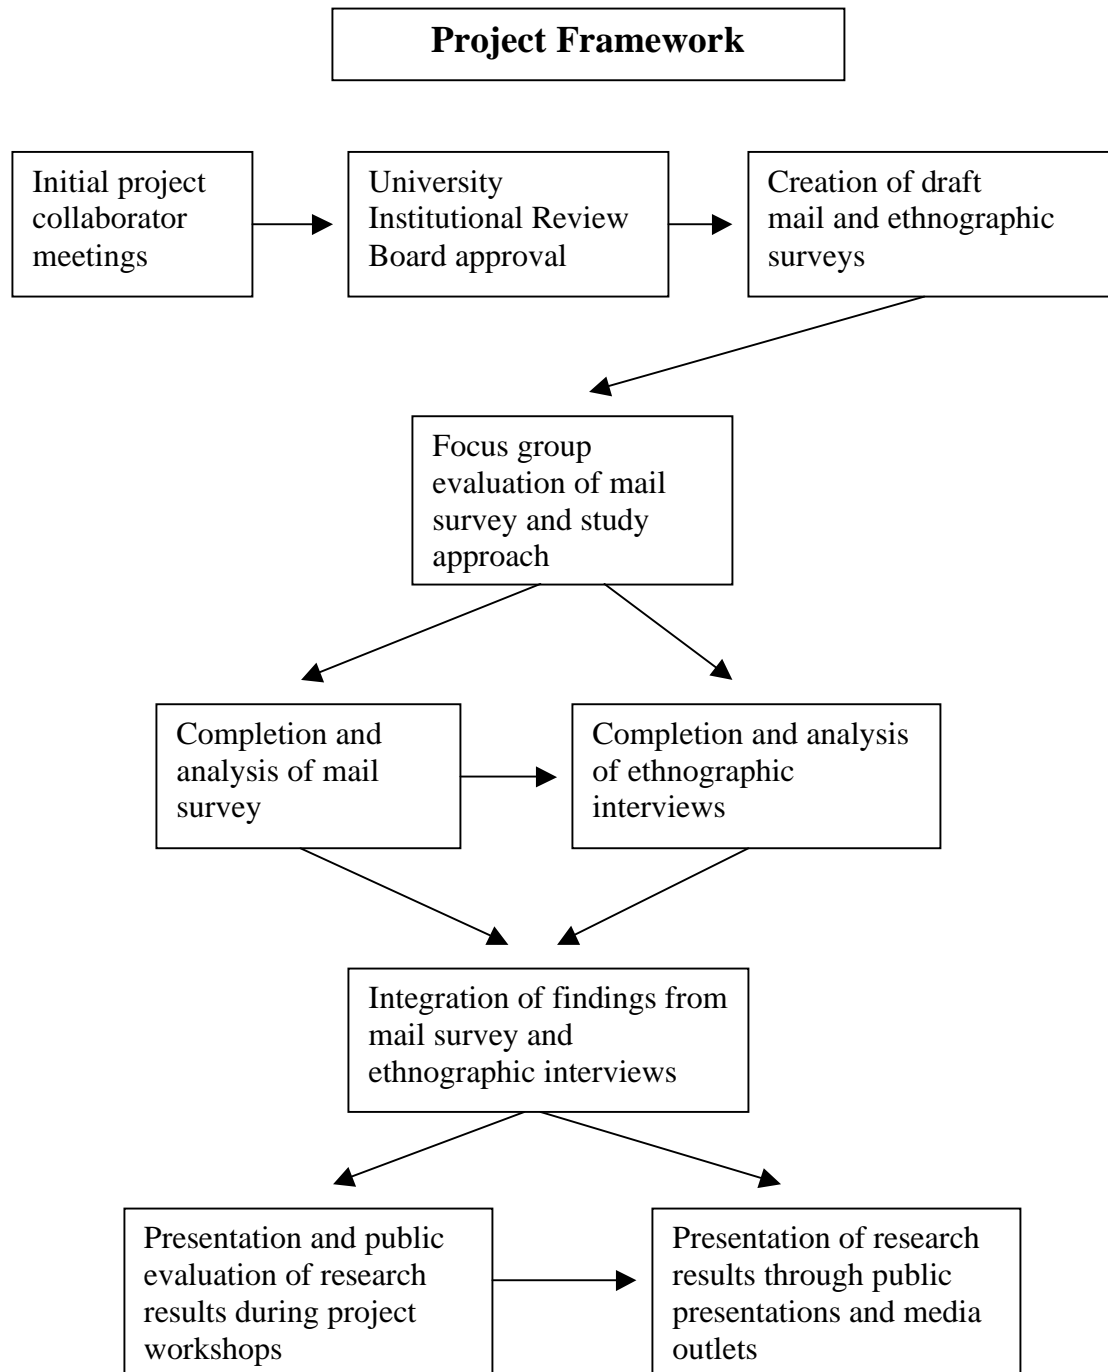 Project Framework
Initial project
collaborator
meetings
University
Institutional Review
Board approval
Creation of draft
mail and ethnographic
surveys
Focus group
evaluation of mail
survey and study
approach
Completion and
analysis of mail
survey
Completion and analysis
of ethnographic
interviews
Integration of findings from
mail survey and
ethnographic interviews
Presentation and public
evaluation of research
results during project
workshops
Presentation of research
results through public
presentations and media
outlets